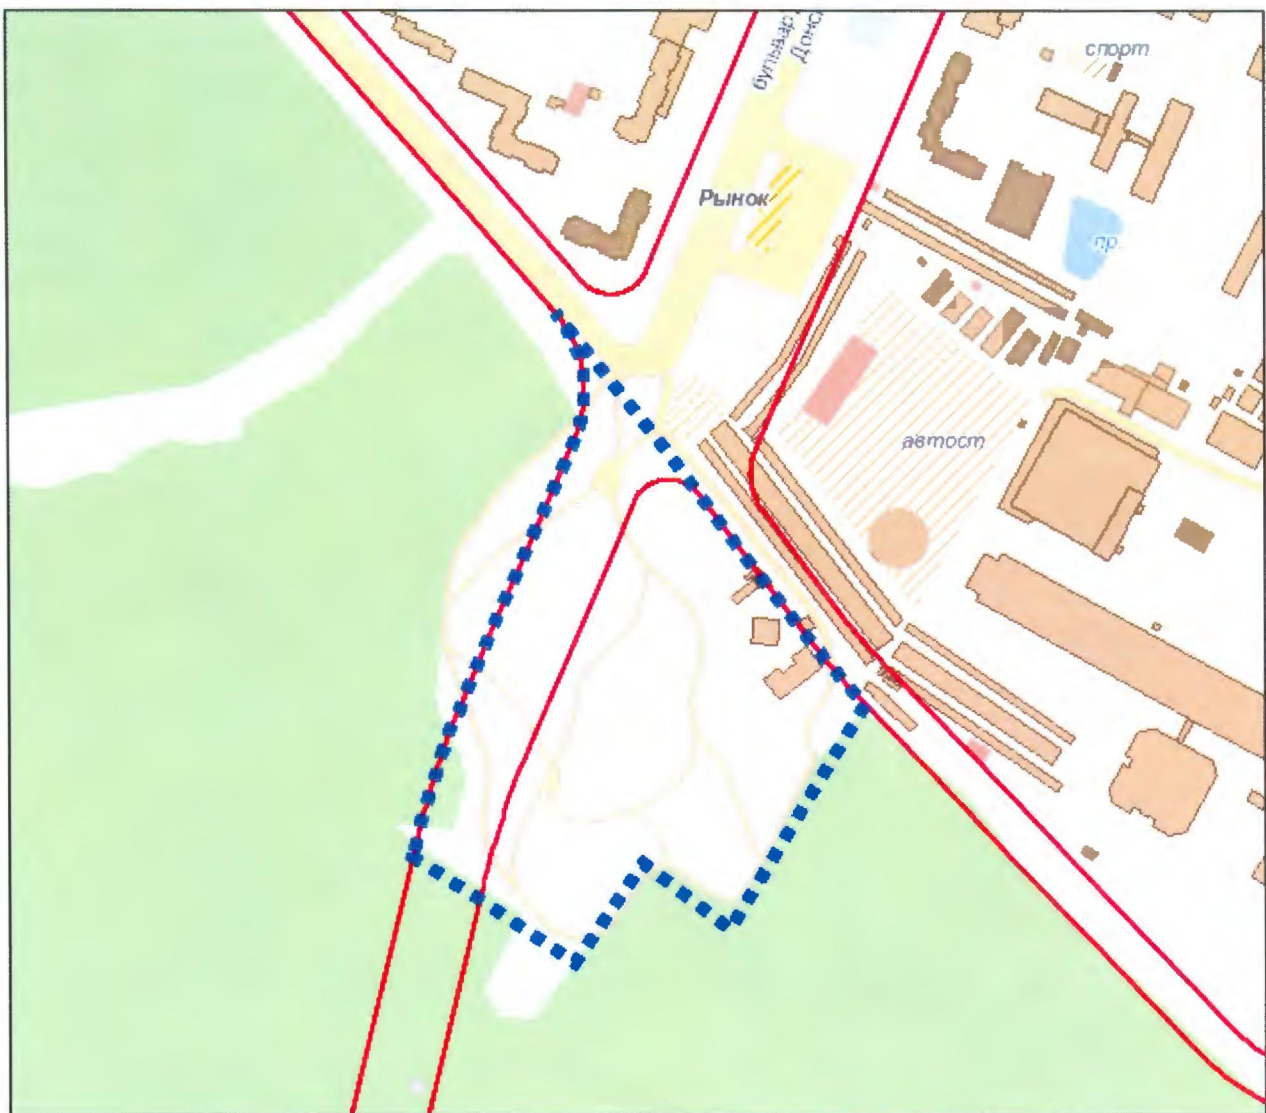 спорт
бульвар
Донс
Рынок
пр.
автост